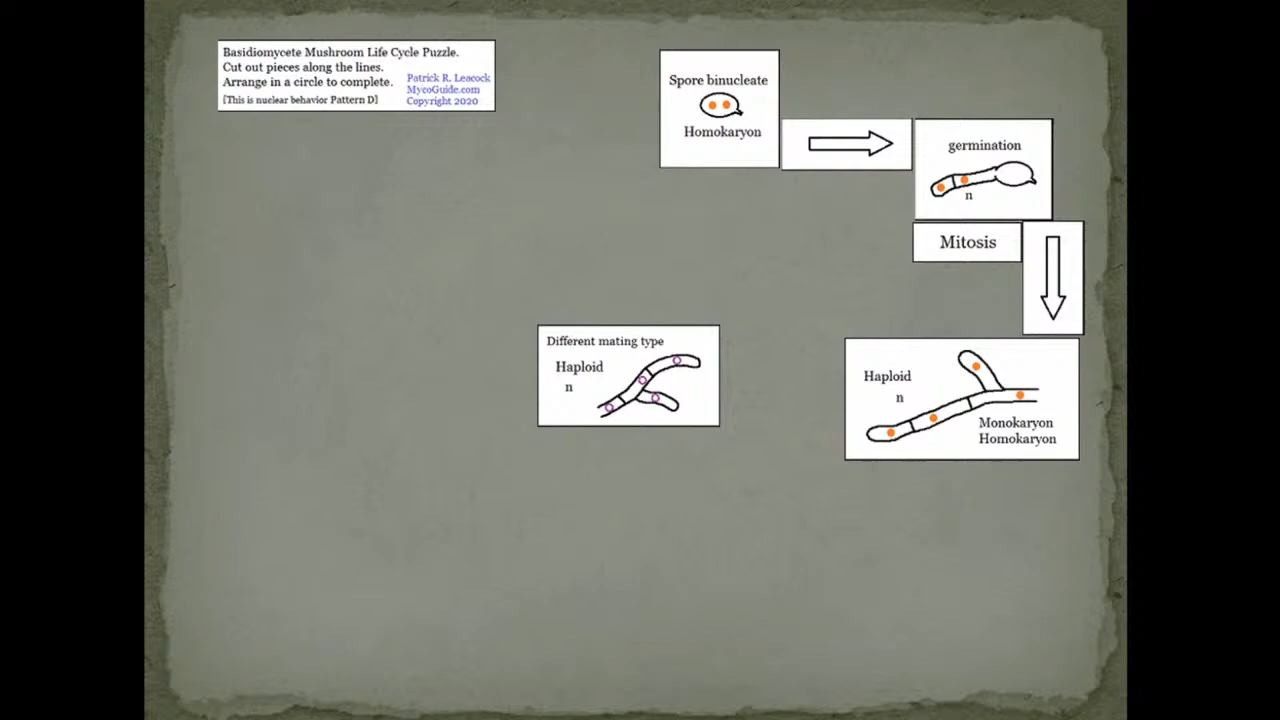 Basidiomycete Mushroom Life Cycle Puzzle.
Cut out pieces along the lines.
Arrange in a circle to complete.
[This is nuclear behavior Pattern D]
Patrick R. Leacock
MycoGuide.com
Copyright 2020
Spore binucleate
Homokaryon
germination
n
Mitosis
Different mating type
Haploid
n
Haploid
n
Monokaryon
Homokaryon